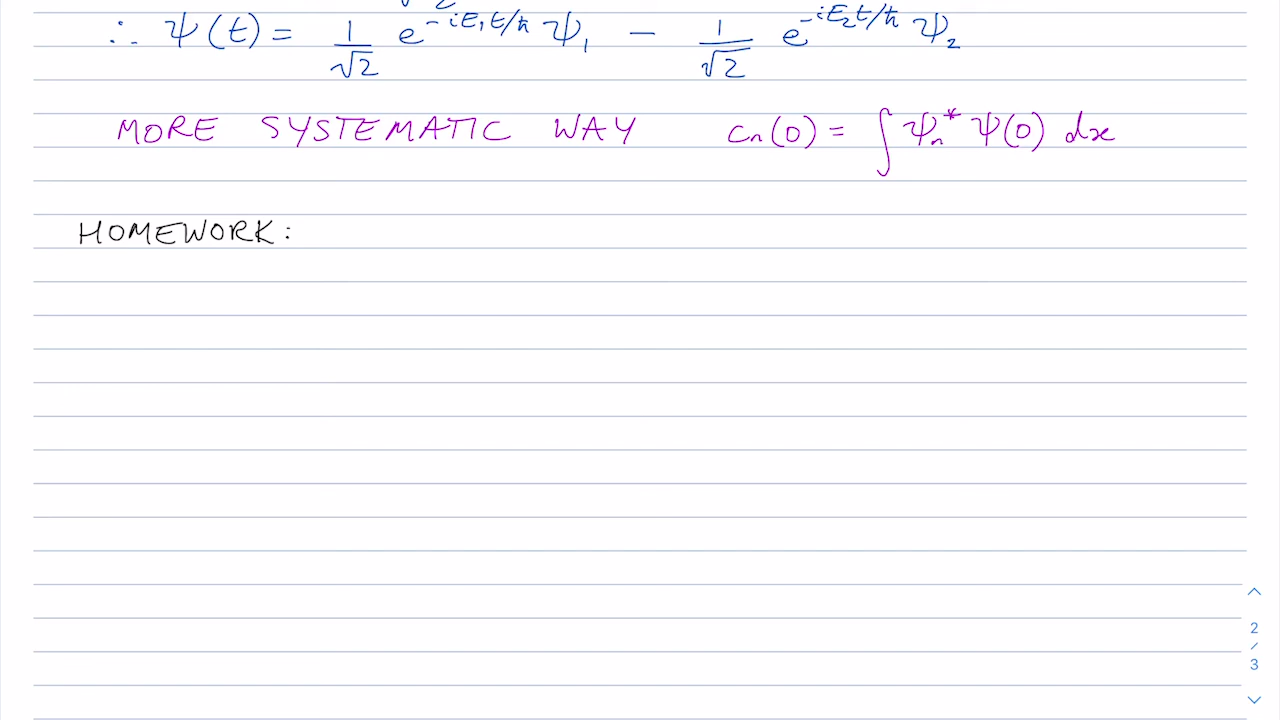 ∴ Ψ(t) = 1/√2 e^{-iE₁t/ħ} ψ₁ - 1/√2 e^{-iE₂t/ħ} ψ₂
MORE SYSTEMATIC WAY cₙ(0) = ∫ ψₙ* Ψ(0) dx
HOMEWORK:
2
/
3